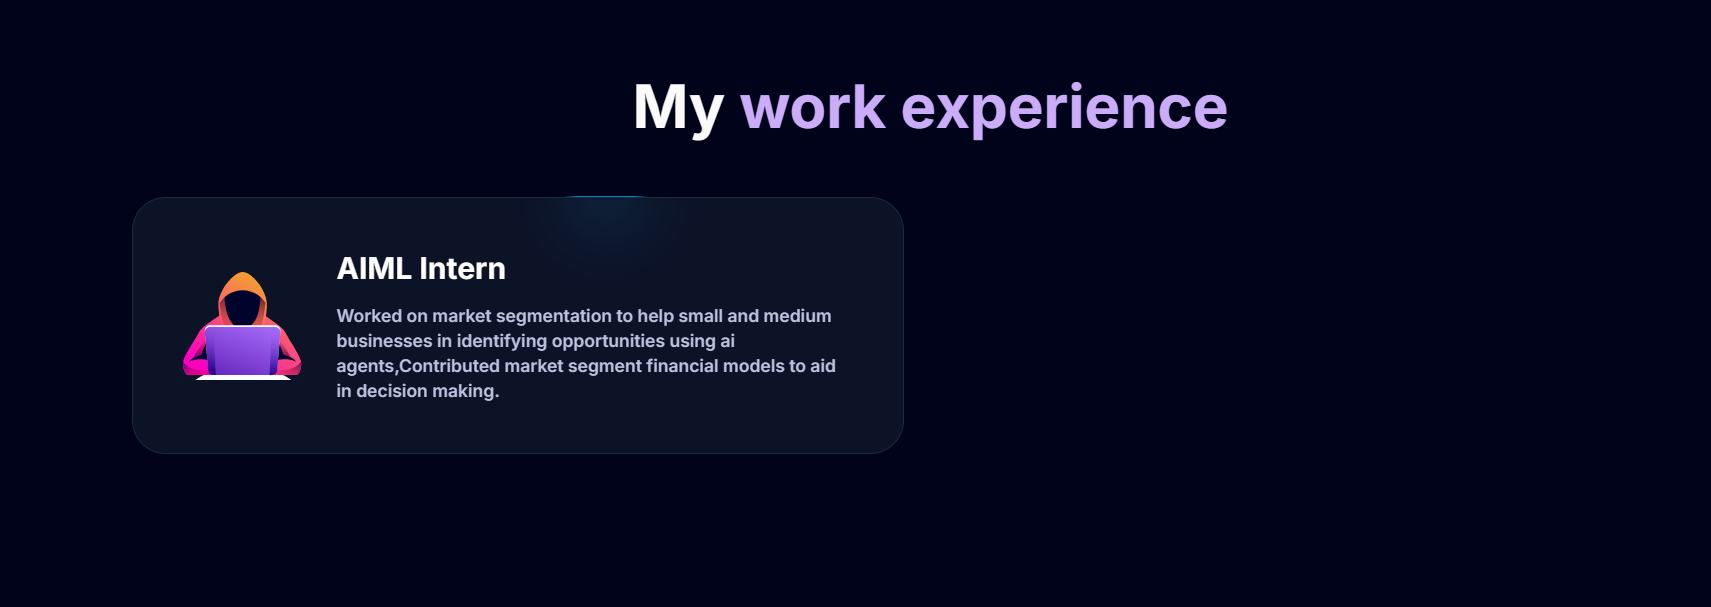 My work experience
AIML Intern
Worked on market segmentation to help small and medium
businesses in identifying opportunities using ai
agents,Contributed market segment financial models to aid
in decision making.